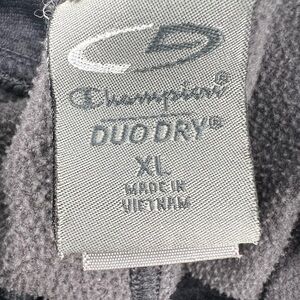 Champion®
DUO DRY®
XL
MADE IN
VIETNAM